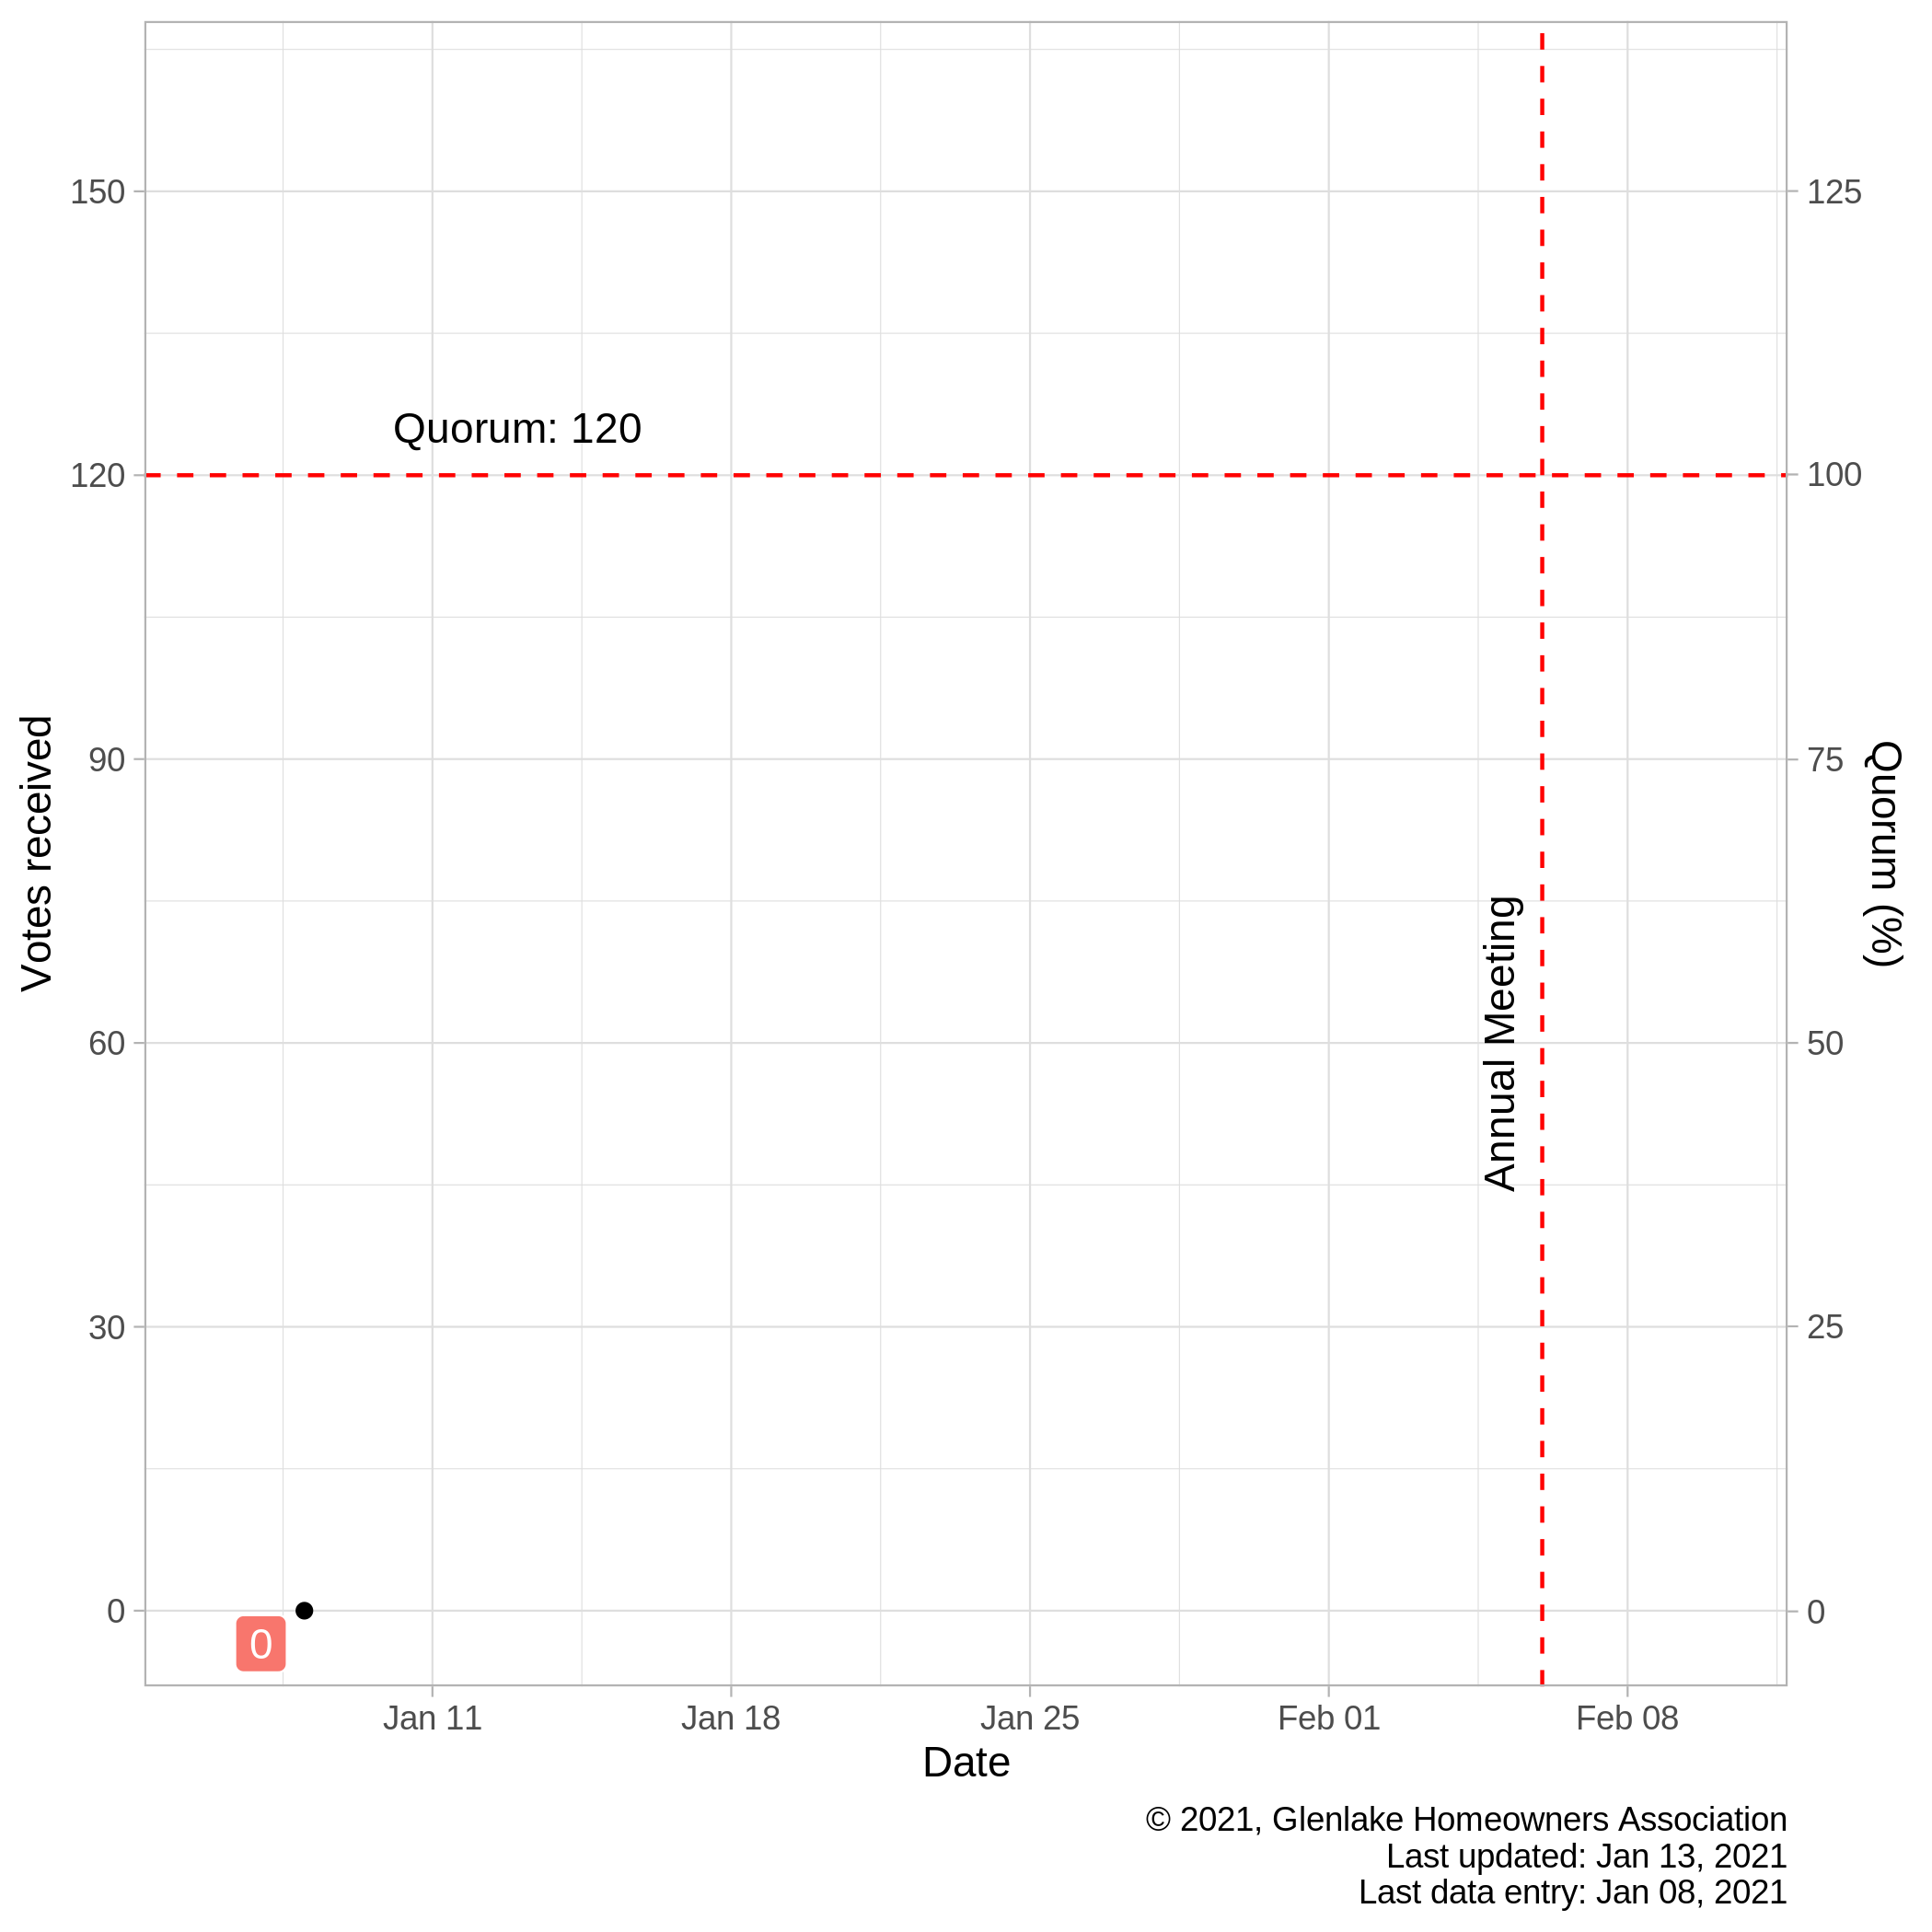 150
125
Quorum: 120
120
100
Votes received
90
75
Quorum (%)
Annual Meeting
60
50
30
25
0
0
0
Jan 11
Jan 18
Jan 25
Feb 01
Feb 08
Date
© 2021, Glenlake Homeowners Association
Last updated: Jan 13, 2021
Last data entry: Jan 08, 2021